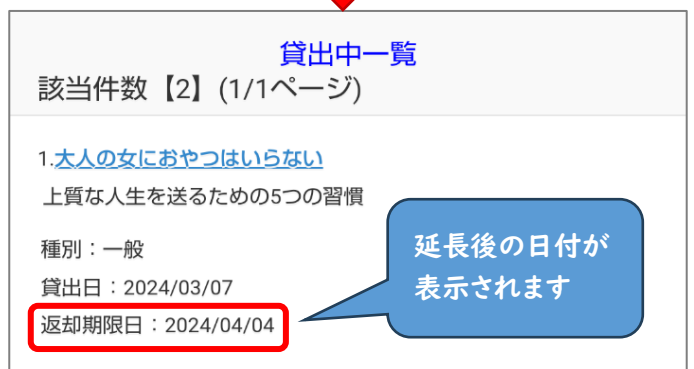 貸出中一覧
該当件数【2】(1/1ページ)
1.大人の女におやつはいらない
上質な人生を送るための5つの習慣
種別：一般
貸出日：2024/03/07
返却期限日：2024/04/04
延長後の日付が
表示されます